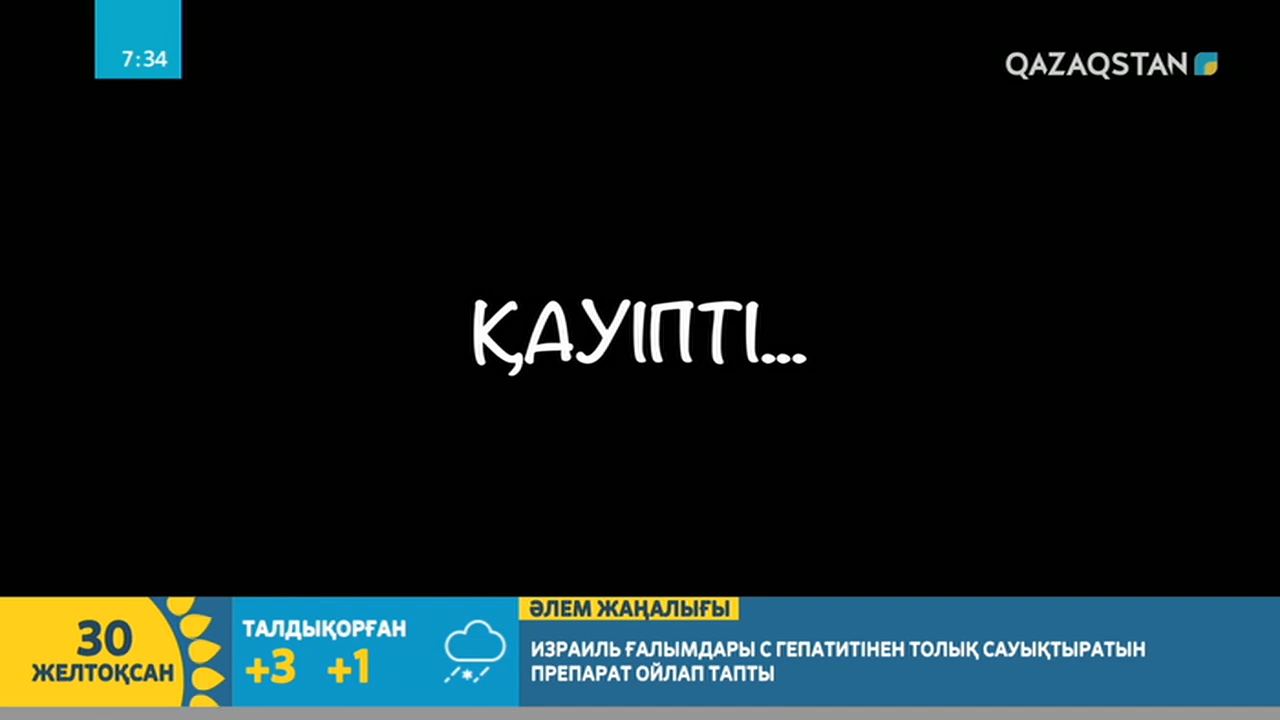 7:34
QAZAQSTAN
ҚАУІПТІ...
30
ЖЕЛТОҚСАН
ТАЛДЫҚОРҒАН
+3 +1
ӘЛЕМ ЖАҢАЛЫҒЫ
ИЗРАИЛЬ ҒАЛЫМДАРЫ С ГЕПАТИТІНЕН ТОЛЫҚ САУЫҚТЫРАТЫН
ПРЕПАРАТ ОЙЛАП ТАПТЫ